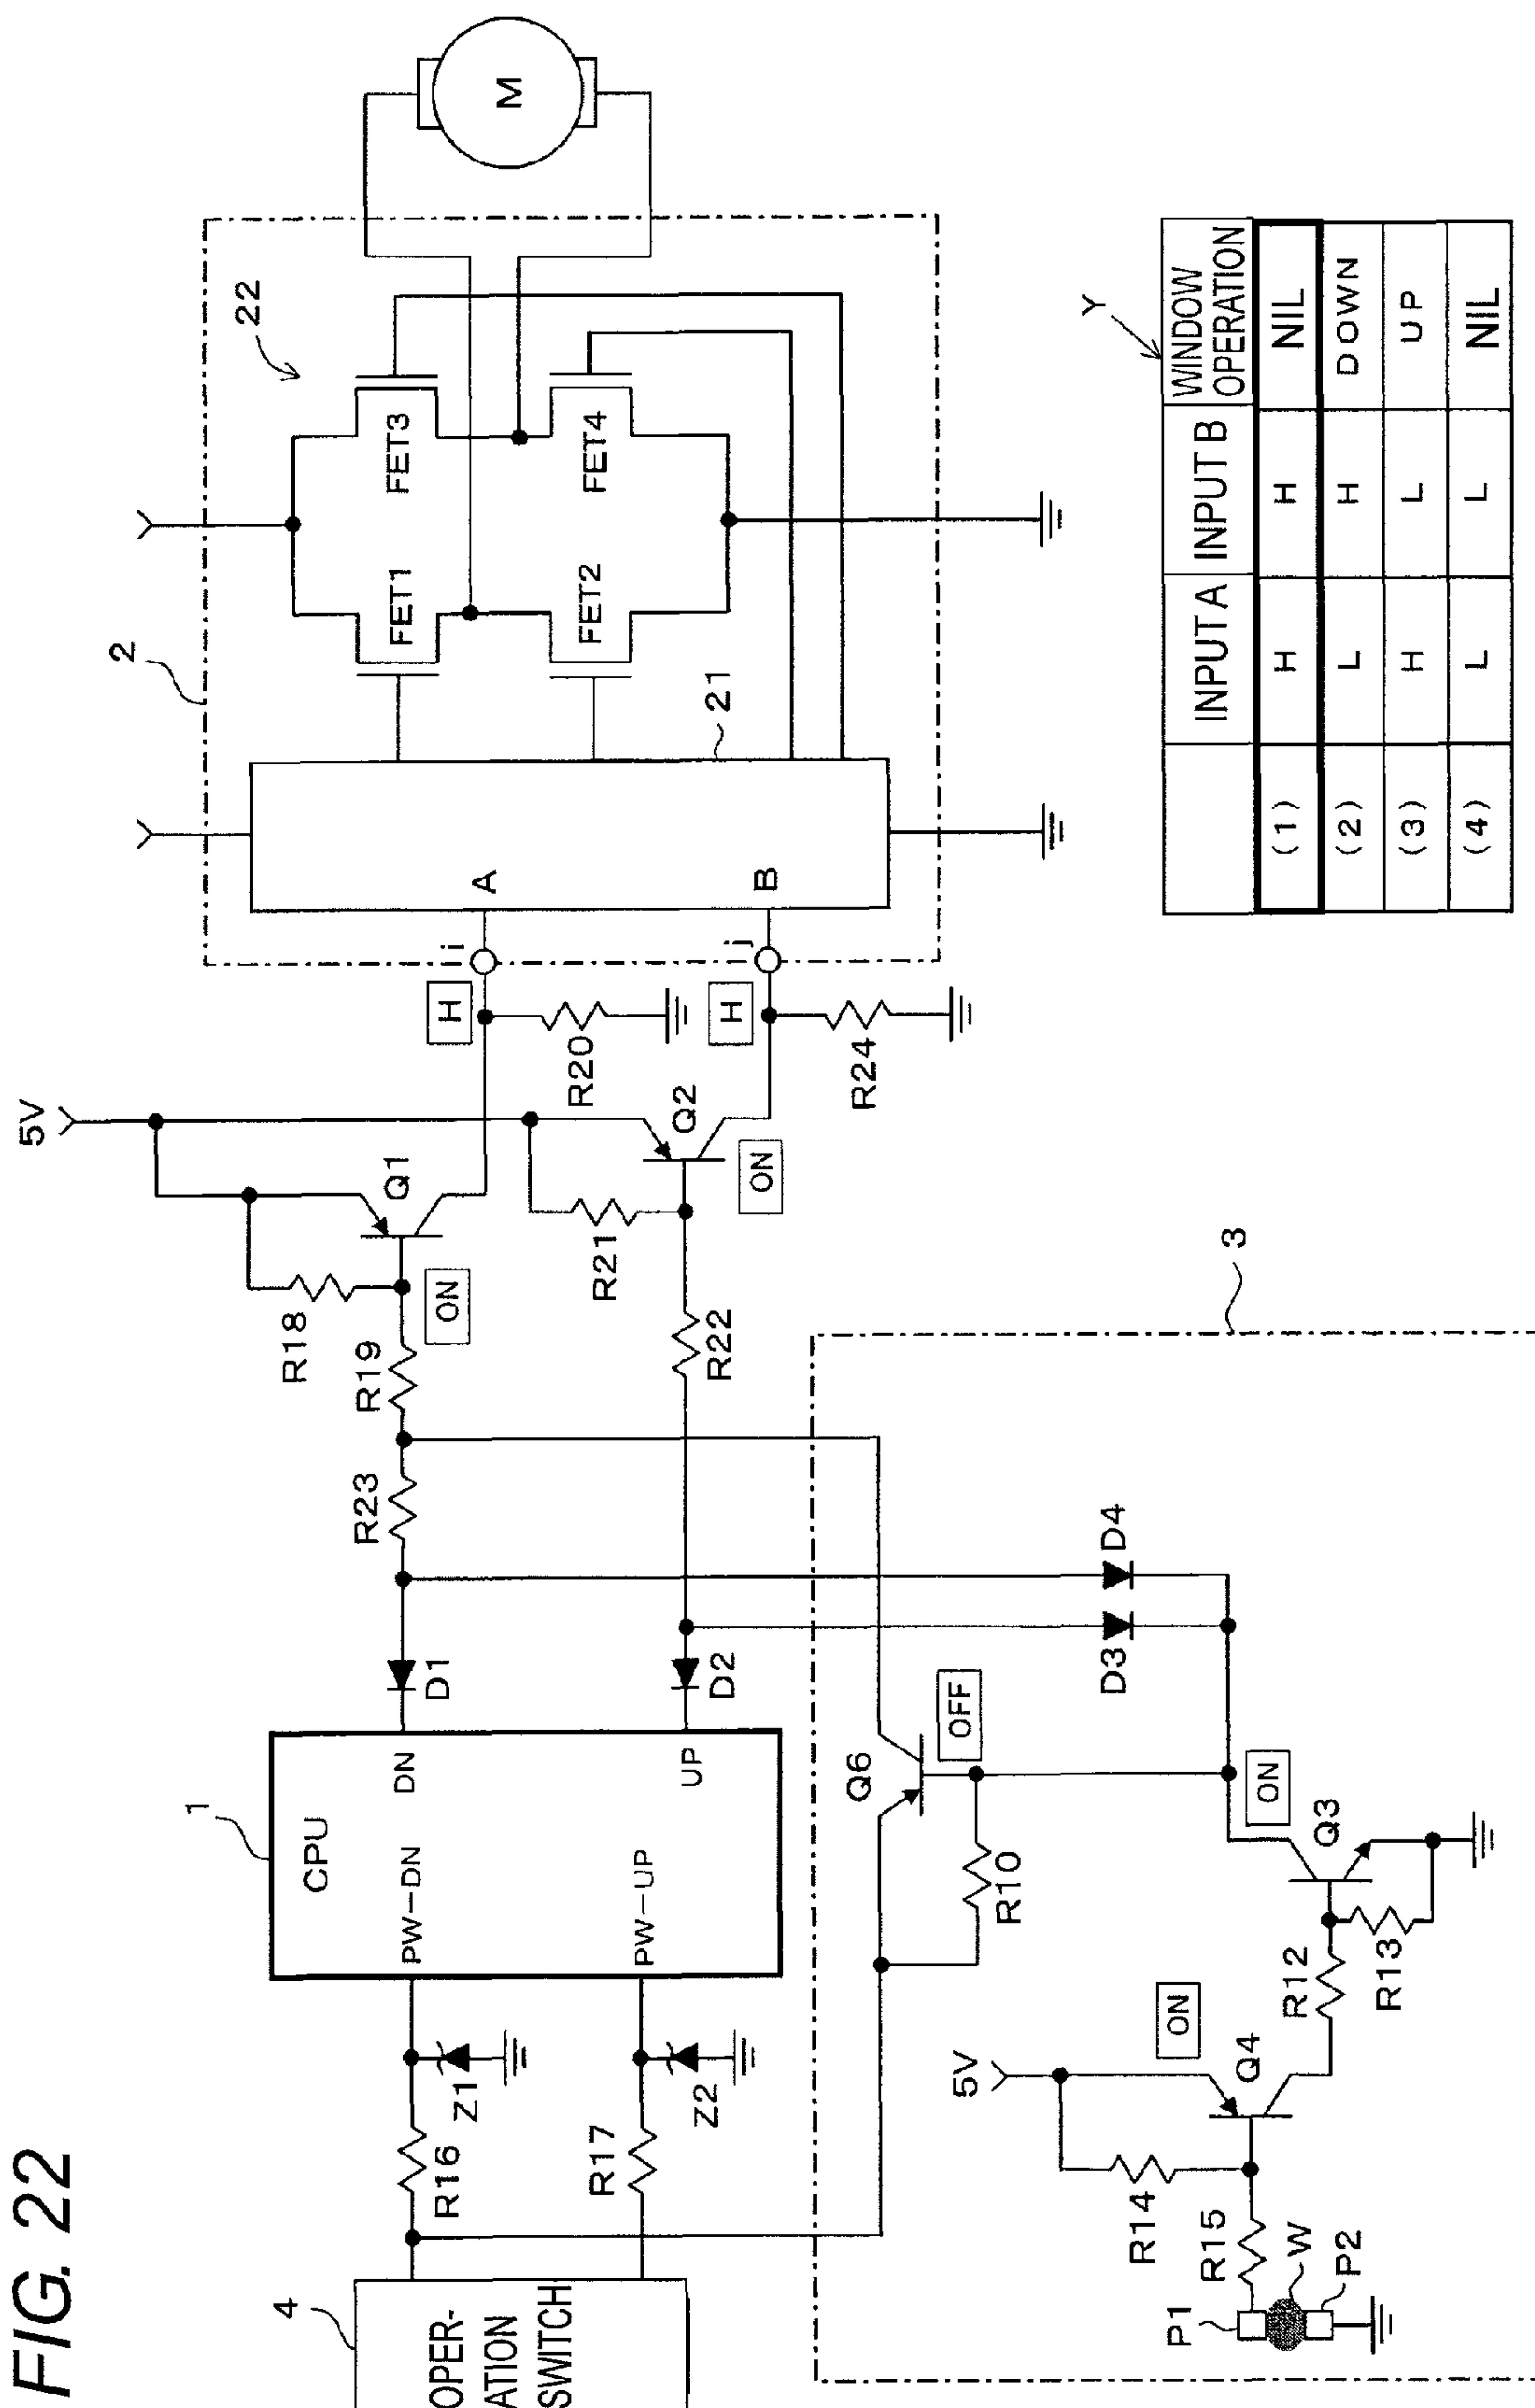 FIG. 22
4
OPER-
ATION
SWITCH
R16
R17
Z1
Z2
1
CPU
PW-DN
PW-UP
DN
UP
D1
D2
R23
R19
R18
ON
Q1
R22
R21
Q2
ON
5V
R20
R24
H
H
i
j
2
A
B
21
FET1
FET2
FET3
FET4
22
M
3
Q6
OFF
R10
D3
D4
ON
Q3
R12
R13
ON
Q4
5V
R14
R15
P1
W
P2
Y
INPUT A INPUT B WINDOW OPERATION
(1) H H NIL
(2) L H DOWN
(3) H L UP
(4) L L NIL